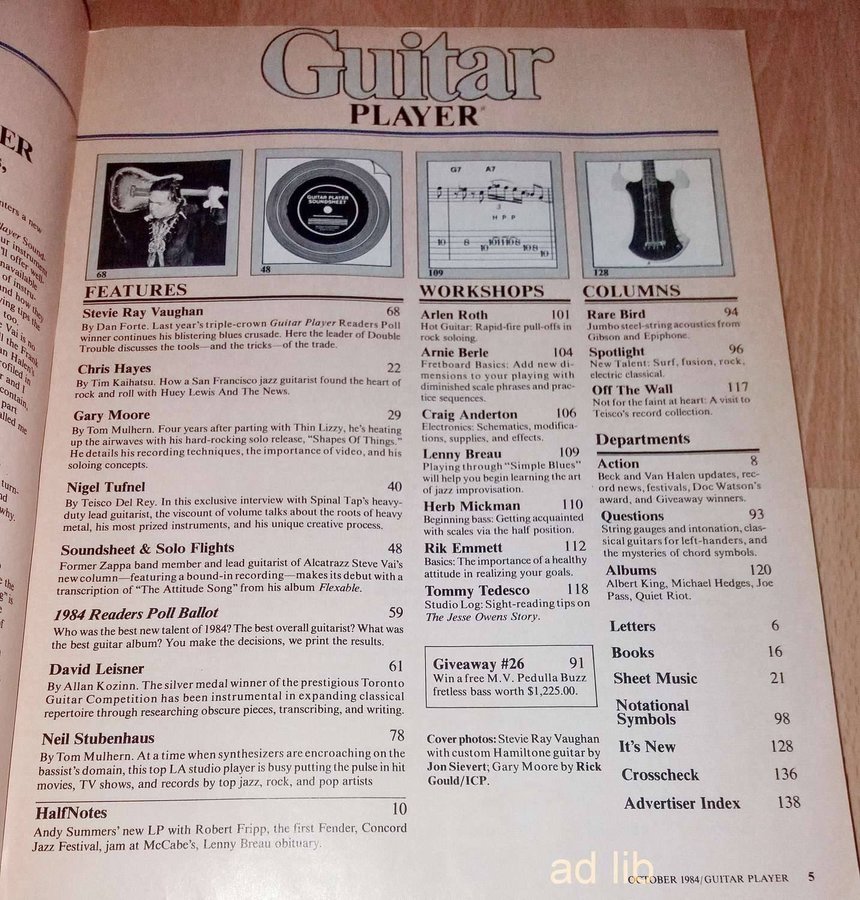 Guitar
PLAYER
68
48
GUITAR PLAYER
SOUNDSHEET
G7 A7
3
H P P
10 8 10 10 11 10 8 10 8 10
109
128
FEATURES
Stevie Ray Vaughan 68
By Dan Forte. Last year's triple-crown Guitar Player Readers Poll
winner continues his blistering blues crusade. Here the leader of Double
Trouble discusses the tools—and the tricks—of the trade.
Chris Hayes 22
By Tim Kaihatsu. How a San Francisco jazz guitarist found the heart of
rock and roll with Huey Lewis And The News.
Gary Moore 29
By Tom Mulhern. Four years after parting with Thin Lizzy, he's heating
up the airwaves with his hard-rocking solo release, "Shapes Of Things."
He details his recording techniques, the importance of video, and his
soloing concepts.
Nigel Tufnel 40
By Teisco Del Rey. In this exclusive interview with Spinal Tap's heavy-
duty lead guitarist, the viscount of volume talks about the roots of heavy
metal, his most prized instruments, and his unique creative process.
Soundsheet & Solo Flights 48
Former Zappa band member and lead guitarist of Alcatrazz Steve Vai's
new column—featuring a bound-in recording—makes its debut with a
transcription of "The Attitude Song" from his album Flexable.
1984 Readers Poll Ballot 59
Who was the best new talent of 1984? The best overall guitarist? What was
the best guitar album? You make the decisions, we print the results.
David Leisner 61
By Allan Kozinn. The silver medal winner of the prestigious Toronto
Guitar Competition has been instrumental in expanding classical
repertoire through researching obscure pieces, transcribing, and writing.
Neil Stubenhaus 78
By Tom Mulhern. At a time when synthesizers are encroaching on the
bassist's domain, this top LA studio player is busy putting the pulse in hit
movies, TV shows, and records by top jazz, rock, and pop artists
HalfNotes 10
Andy Summers' new LP with Robert Fripp, the first Fender, Concord
Jazz Festival, jam at McCabe's, Lenny Breau obituary.
WORKSHOPS
Arlen Roth 101
Hot Guitar: Rapid-fire pull-offs in
rock soloing.
Arnie Berle 104
Fretboard Basics: Add new di-
mensions to your playing with
diminished scale phrases and prac-
tice sequences.
Craig Anderton 106
Electronics: Schematics, modifica-
tions, supplies, and effects.
Lenny Breau 109
Playing through "Simple Blues"
will help you begin learning the art
of jazz improvisation.
Herb Mickman 110
Beginning bass: Getting acquainted
with scales via the half position.
Rik Emmett 112
Basics: The importance of a healthy
attitude in realizing your goals.
Tommy Tedesco 118
Studio Log: Sight-reading tips on
The Jesse Owens Story.
Giveaway #26 91
Win a free M.V. Pedulla Buzz
fretless bass worth $1,225.00.
Cover photos: Stevie Ray Vaughan
with custom Hamiltone guitar by
Jon Sievert; Gary Moore by Rick
Gould/ICP.
COLUMNS
Rare Bird 94
Jumbo steel-string acoustics from
Gibson and Epiphone.
Spotlight 96
New Talent: Surf, fusion, rock,
electric classical.
Off The Wall 117
Not for the faint at heart: A visit to
Teisco's record collection.
Departments
Action 8
Beck and Van Halen updates, rec-
ord news, festivals, Doc Watson's
award, and Giveaway winners.
Questions 93
String gauges and intonation, clas-
sical guitars for left-handers, and
the mysteries of chord symbols.
Albums 120
Albert King, Michael Hedges, Joe
Pass, Quiet Riot.
Letters 6
Books 16
Sheet Music 21
Notational
Symbols 98
It's New 128
Crosscheck 136
Advertiser Index 138
ad lib
OCTOBER 1984/GUITAR PLAYER 5